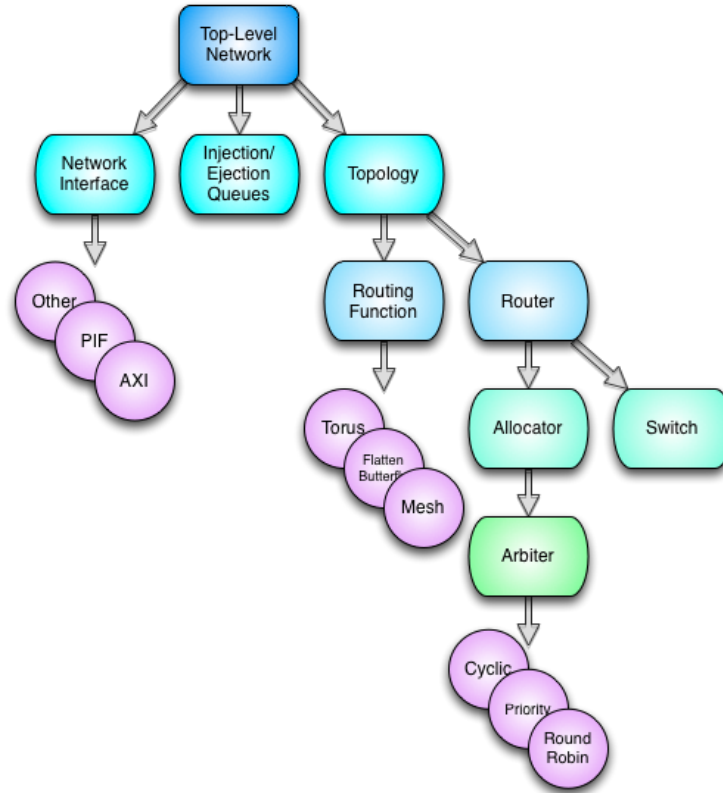 Top-Level
Network
Network
Interface
Injection/
Ejection
Queues
Topology
Other
PIF
AXI
Routing
Function
Router
Torus
Flatten
Butterfl
Mesh
Allocator
Switch
Arbiter
Cyclic
Priority
Round
Robin